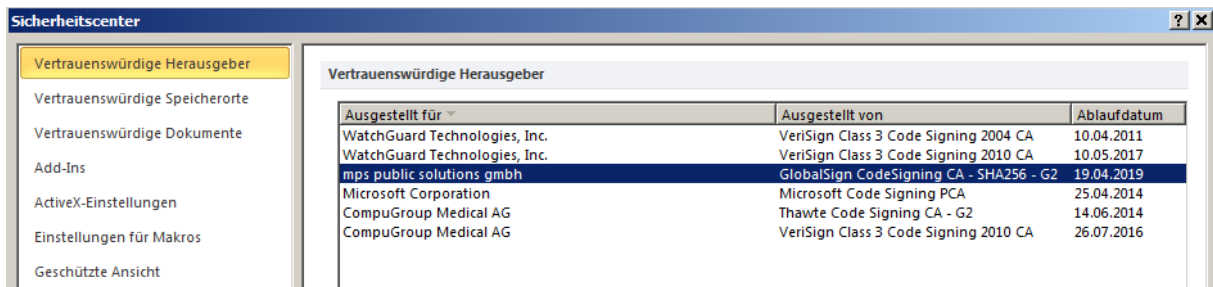 Sicherheitscenter
Vertrauenswürdige Herausgeber
Vertrauenswürdige Speicherorte
Vertrauenswürdige Dokumente
Add-Ins
ActiveX-Einstellungen
Einstellungen für Makros
Geschützte Ansicht
Vertrauenswürdige Herausgeber
Ausgestellt für Ausgestellt von Ablaufdatum
WatchGuard Technologies, Inc. VeriSign Class 3 Code Signing 2004 CA 10.04.2011
WatchGuard Technologies, Inc. VeriSign Class 3 Code Signing 2010 CA 10.05.2017
mps public solutions gmbh GlobalSign CodeSigning CA - SHA256 - G2 19.04.2019
Microsoft Corporation Microsoft Code Signing PCA 25.04.2014
CompuGroup Medical AG Thawte Code Signing CA - G2 14.06.2014
CompuGroup Medical AG VeriSign Class 3 Code Signing 2010 CA 26.07.2016